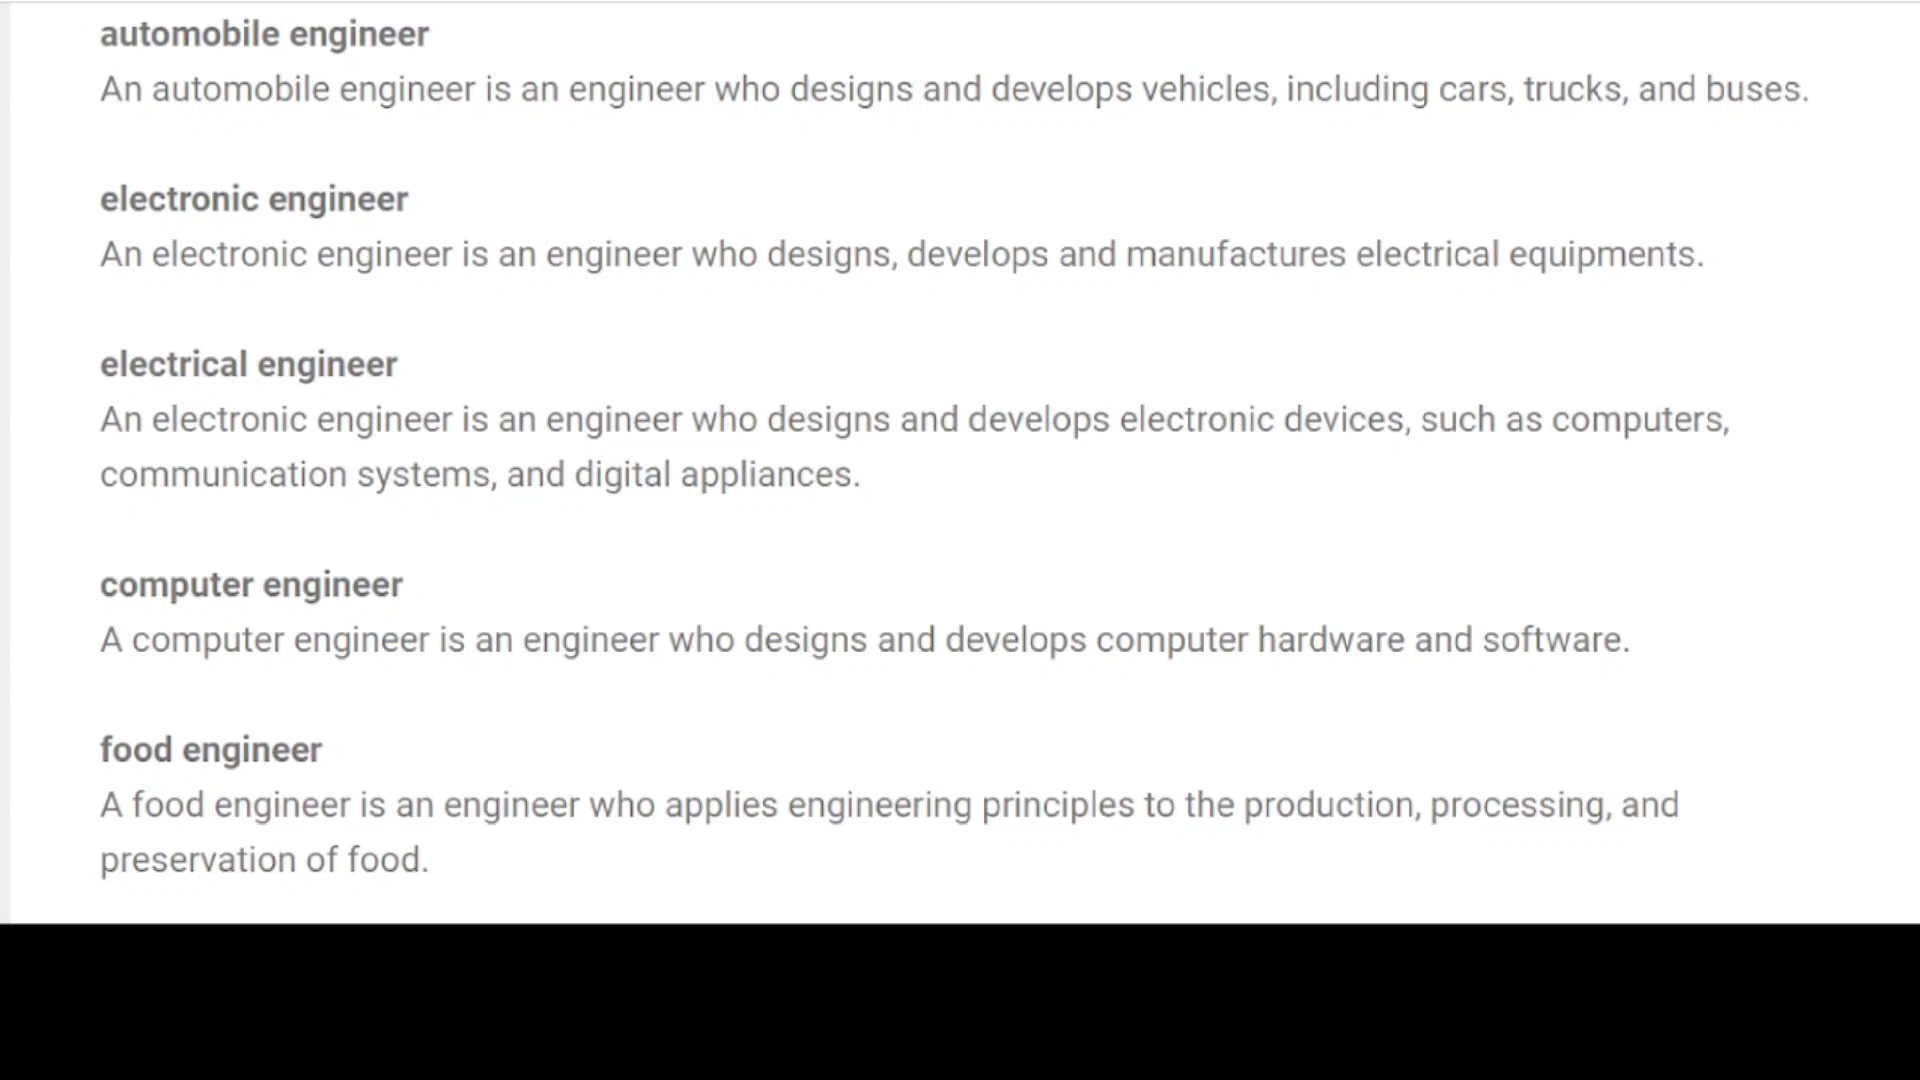 automobile engineer
An automobile engineer is an engineer who designs and develops vehicles, including cars, trucks, and buses.
electronic engineer
An electronic engineer is an engineer who designs, develops and manufactures electrical equipments.
electrical engineer
An electronic engineer is an engineer who designs and develops electronic devices, such as computers,
communication systems, and digital appliances.
computer engineer
A computer engineer is an engineer who designs and develops computer hardware and software.
food engineer
A food engineer is an engineer who applies engineering principles to the production, processing, and
preservation of food.